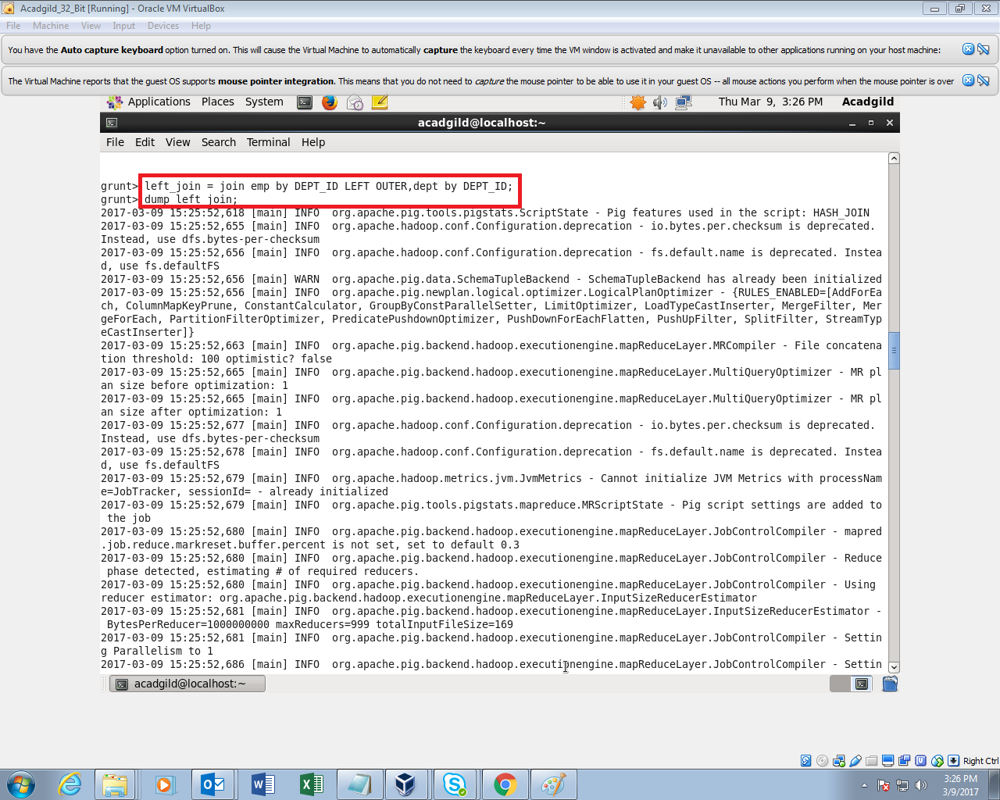 Acadgild_32_Bit [Running] - Oracle VM VirtualBox
File Machine View Input Devices Help
You have the Auto capture keyboard option turned on. This will cause the Virtual Machine to automatically capture the keyboard every time the VM window is activated and make it unavailable to other applications running on your host machine:
The Virtual Machine reports that the guest OS supports mouse pointer integration. This means that you do not need to capture the mouse pointer to be able to use it in your guest OS -- all mouse actions you perform when the mouse pointer is over
Applications Places System Thu Mar 9, 3:26 PM Acadgild
acadgild@localhost:~
File Edit View Search Terminal Help
grunt> left_join = join emp by DEPT_ID LEFT OUTER,dept by DEPT_ID;
grunt> dump left_join;
2017-03-09 15:25:52,618 [main] INFO  org.apache.pig.tools.pigstats.ScriptState - Pig features used in the script: HASH_JOIN
2017-03-09 15:25:52,655 [main] INFO  org.apache.hadoop.conf.Configuration.deprecation - io.bytes.per.checksum is deprecated.
Instead, use dfs.bytes-per-checksum
2017-03-09 15:25:52,656 [main] INFO  org.apache.hadoop.conf.Configuration.deprecation - fs.default.name is deprecated. Instea
d, use fs.defaultFS
2017-03-09 15:25:52,656 [main] WARN  org.apache.pig.data.SchemaTupleBackend - SchemaTupleBackend has already been initialized
2017-03-09 15:25:52,656 [main] INFO  org.apache.pig.newplan.logical.optimizer.LogicalPlanOptimizer - {RULES_ENABLED=[AddForEa
ch, ColumnMapKeyPrune, ConstantCalculator, GroupByConstParallelSetter, LimitOptimizer, LoadTypeCastInserter, MergeFilter, Mer
geForEach, PartitionFilterOptimizer, PredicatePushdownOptimizer, PushDownForEachFlatten, PushUpFilter, SplitFilter, StreamTyp
eCastInserter]}
2017-03-09 15:25:52,663 [main] INFO  org.apache.pig.backend.hadoop.executionengine.mapReduceLayer.MRCompiler - File concatena
tion threshold: 100 optimistic? false
2017-03-09 15:25:52,665 [main] INFO  org.apache.pig.backend.hadoop.executionengine.mapReduceLayer.MultiQueryOptimizer - MR pl
an size before optimization: 1
2017-03-09 15:25:52,665 [main] INFO  org.apache.pig.backend.hadoop.executionengine.mapReduceLayer.MultiQueryOptimizer - MR pl
an size after optimization: 1
2017-03-09 15:25:52,677 [main] INFO  org.apache.hadoop.conf.Configuration.deprecation - io.bytes.per.checksum is deprecated.
Instead, use dfs.bytes-per-checksum
2017-03-09 15:25:52,678 [main] INFO  org.apache.hadoop.conf.Configuration.deprecation - fs.default.name is deprecated. Instea
d, use fs.defaultFS
2017-03-09 15:25:52,679 [main] INFO  org.apache.hadoop.metrics.jvm.JvmMetrics - Cannot initialize JVM Metrics with processNam
e=JobTracker, sessionId= - already initialized
2017-03-09 15:25:52,679 [main] INFO  org.apache.pig.tools.pigstats.mapreduce.MRScriptState - Pig script settings are added to
the job
2017-03-09 15:25:52,680 [main] INFO  org.apache.pig.backend.hadoop.executionengine.mapReduceLayer.JobControlCompiler - mapred
.job.reduce.markreset.buffer.percent is not set, set to default 0.3
2017-03-09 15:25:52,680 [main] INFO  org.apache.pig.backend.hadoop.executionengine.mapReduceLayer.JobControlCompiler - Reduce
phase detected, estimating # of required reducers.
2017-03-09 15:25:52,680 [main] INFO  org.apache.pig.backend.hadoop.executionengine.mapReduceLayer.JobControlCompiler - Using
reducer estimator: org.apache.pig.backend.hadoop.executionengine.mapReduceLayer.InputSizeReducerEstimator
2017-03-09 15:25:52,681 [main] INFO  org.apache.pig.backend.hadoop.executionengine.mapReduceLayer.InputSizeReducerEstimator -
BytesPerReducer=1000000000 maxReducers=999 totalInputFileSize=169
2017-03-09 15:25:52,681 [main] INFO  org.apache.pig.backend.hadoop.executionengine.mapReduceLayer.JobControlCompiler - Settin
g Parallelism to 1
2017-03-09 15:25:52,686 [main] INFO  org.apache.pig.backend.hadoop.executionengine.mapReduceLayer.JobControlCompiler - Settin
acadgild@localhost:~
Right Ctrl
3:26 PM
3/9/2017